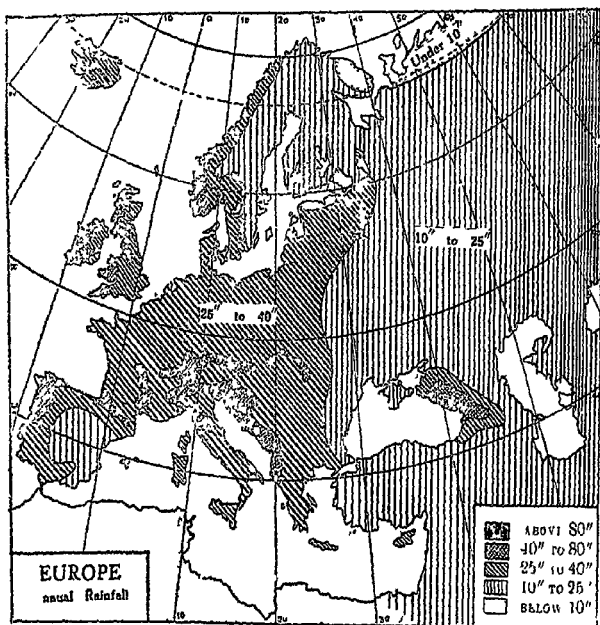 Under 10"
10" to 25"
25" to 40"
ABOVE 80"
40" TO 80"
25" TO 40"
10" TO 25"
BELOW 10"
EUROPE
nnual Rainfall